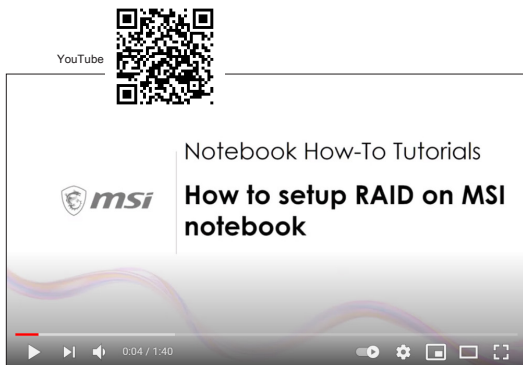 YouTube
Notebook How-To Tutorials
msi
How to setup RAID on MSI
notebook
0:04 / 1:40